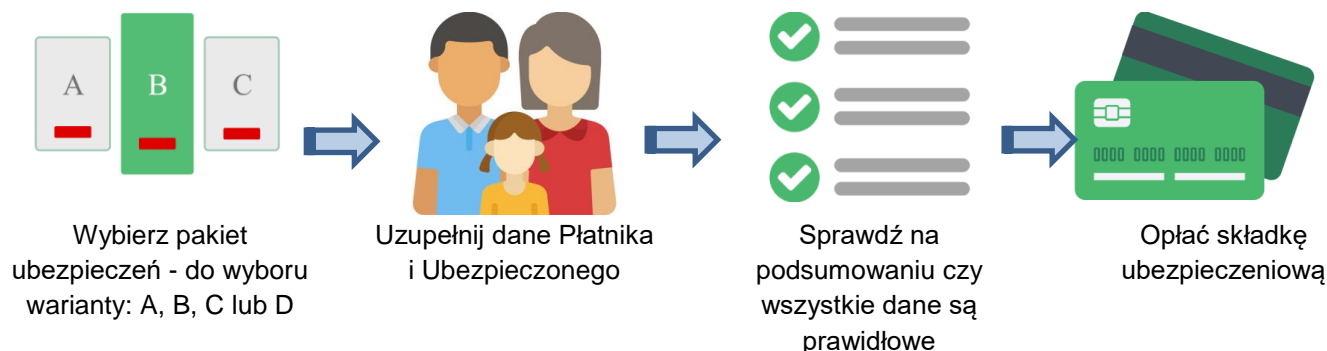 A
B
C
0000 0000 0000 0000
Wybierz pakiet
ubezpieczeń - do wyboru
warianty: A, B, C lub D
Uzupełnij dane Płatnika
i Ubezpieczonego
Sprawdź na
podsumowaniu czy
wszystkie dane są
prawidłowe
Opłać składkę
ubezpieczeniową